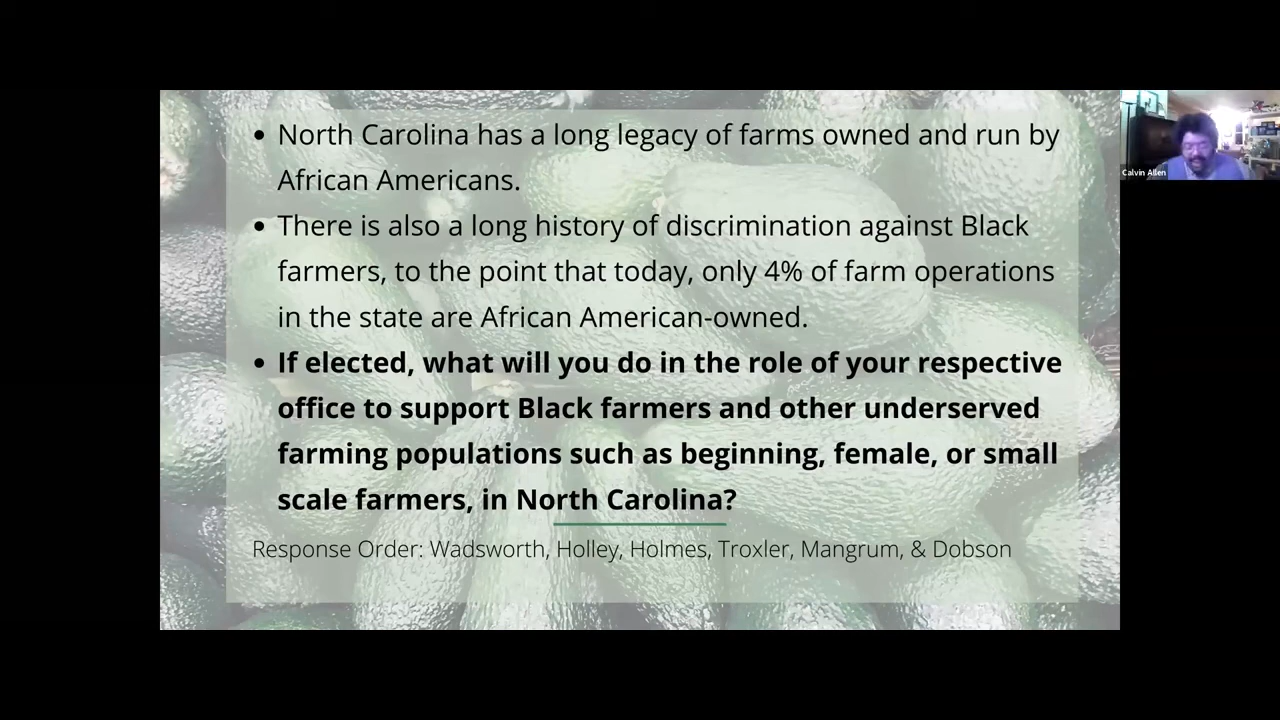 • North Carolina has a long legacy of farms owned and run by
African Americans.
• There is also a long history of discrimination against Black
farmers, to the point that today, only 4% of farm operations
in the state are African American-owned.
• If elected, what will you do in the role of your respective
office to support Black farmers and other underserved
farming populations such as beginning, female, or small
scale farmers, in North Carolina?
Response Order: Wadsworth, Holley, Holmes, Troxler, Mangrum, & Dobson
Calvin Allen